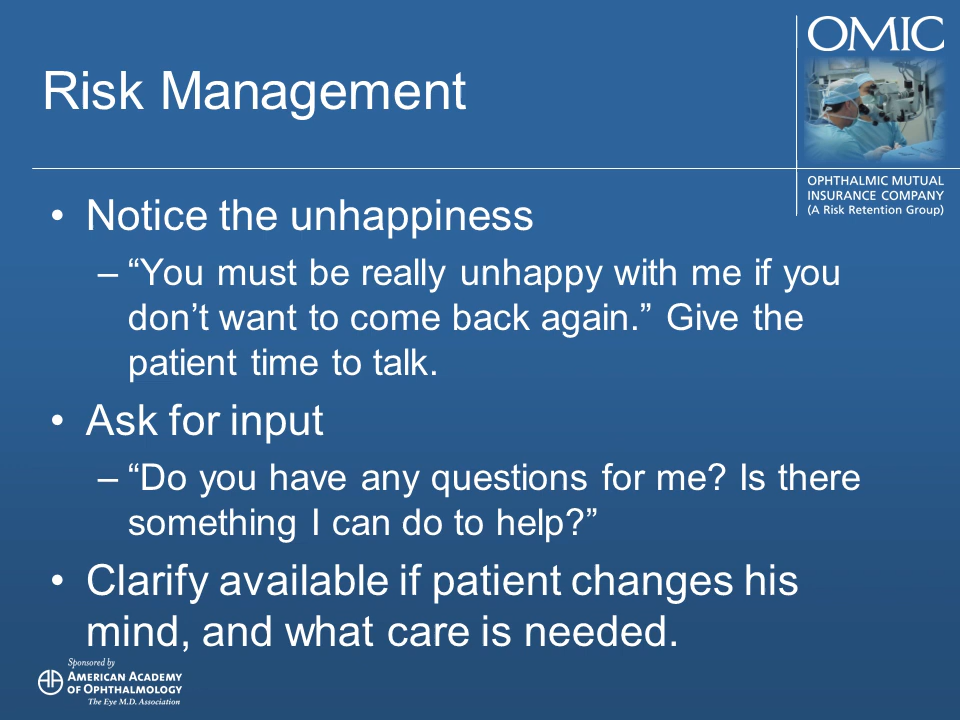 OMIC
Risk Management
OPHTHALMIC MUTUAL
INSURANCE COMPANY
(A Risk Retention Group)
• Notice the unhappiness
– “You must be really unhappy with me if you
don’t want to come back again.” Give the
patient time to talk.
• Ask for input
– “Do you have any questions for me? Is there
something I can do to help?”
• Clarify available if patient changes his
mind, and what care is needed.
Sponsored by
AMERICAN ACADEMY
OF OPHTHALMOLOGY
The Eye M.D. Association